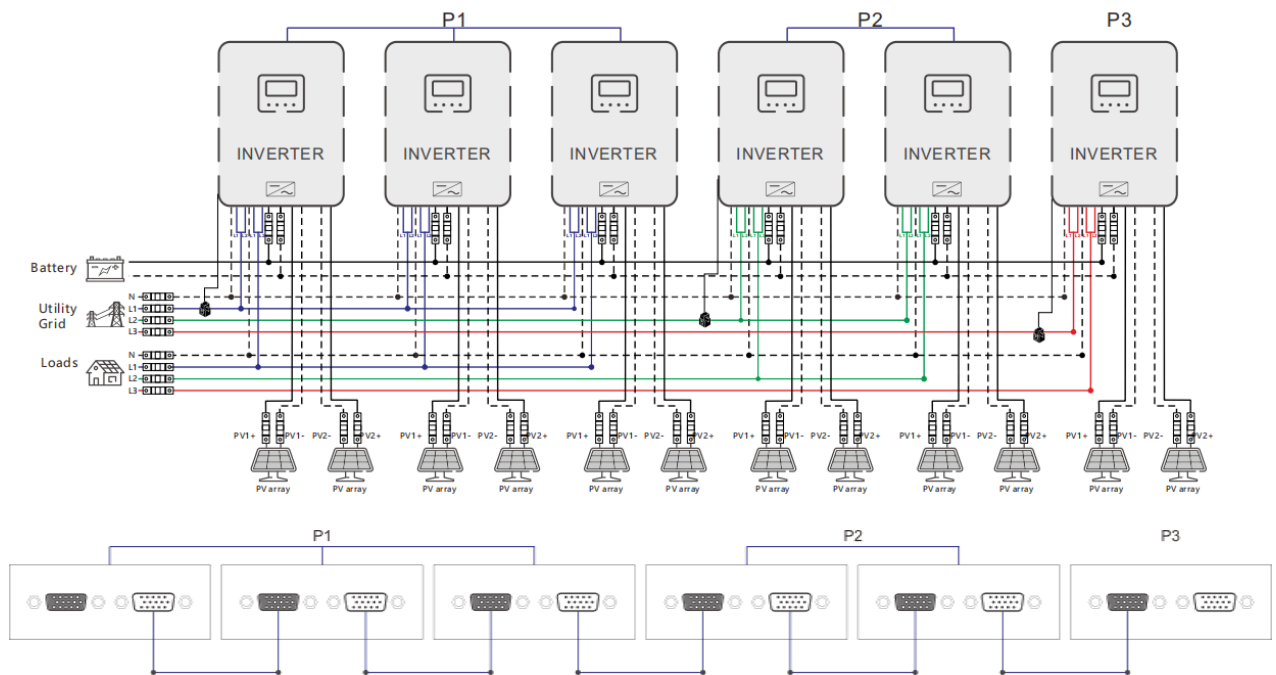 P1 P2 P3
INVERTER INVERTER INVERTER INVERTER INVERTER INVERTER
Battery
N
Utility Grid
L1
L2
L3
Loads
N
L1
L2
L3
PV1+ PV1- PV2- PV2+ PV1+ PV1- PV2- PV2+ PV1+ PV1- PV2- PV2+ PV1+ PV1- PV2- PV2+ PV1+ PV1- PV2- PV2+ PV1+ PV1- PV2- PV2+
PV array PV array PV array PV array PV array PV array PV array PV array PV array PV array PV array PV array
P1 P2 P3